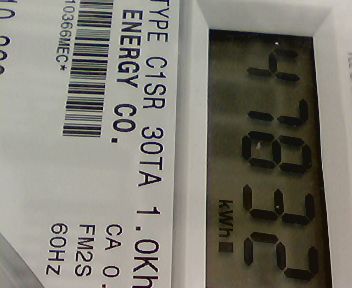 47832
kWh
TYPE C1SR 30TA 1.0Kh
ENERGY CO.
CA 0.
FM2S
60HZ
10366MEC*